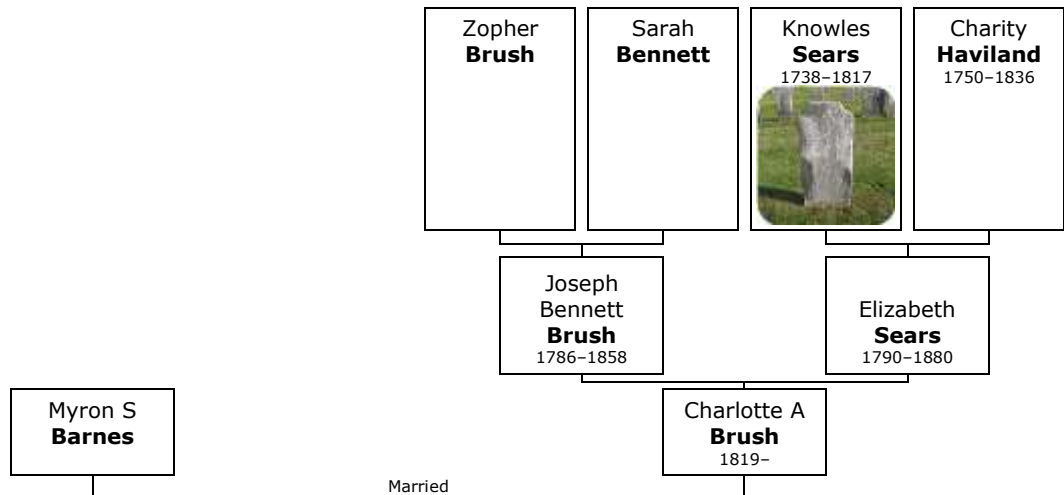 Zopher
Brush
Sarah
Bennett
Knowles
Sears
1738–1817
Charity
Haviland
1750–1836
Joseph
Bennett
Brush
1786–1858
Elizabeth
Sears
1790–1880
Myron S
Barnes
Charlotte A
Brush
1819–
Married